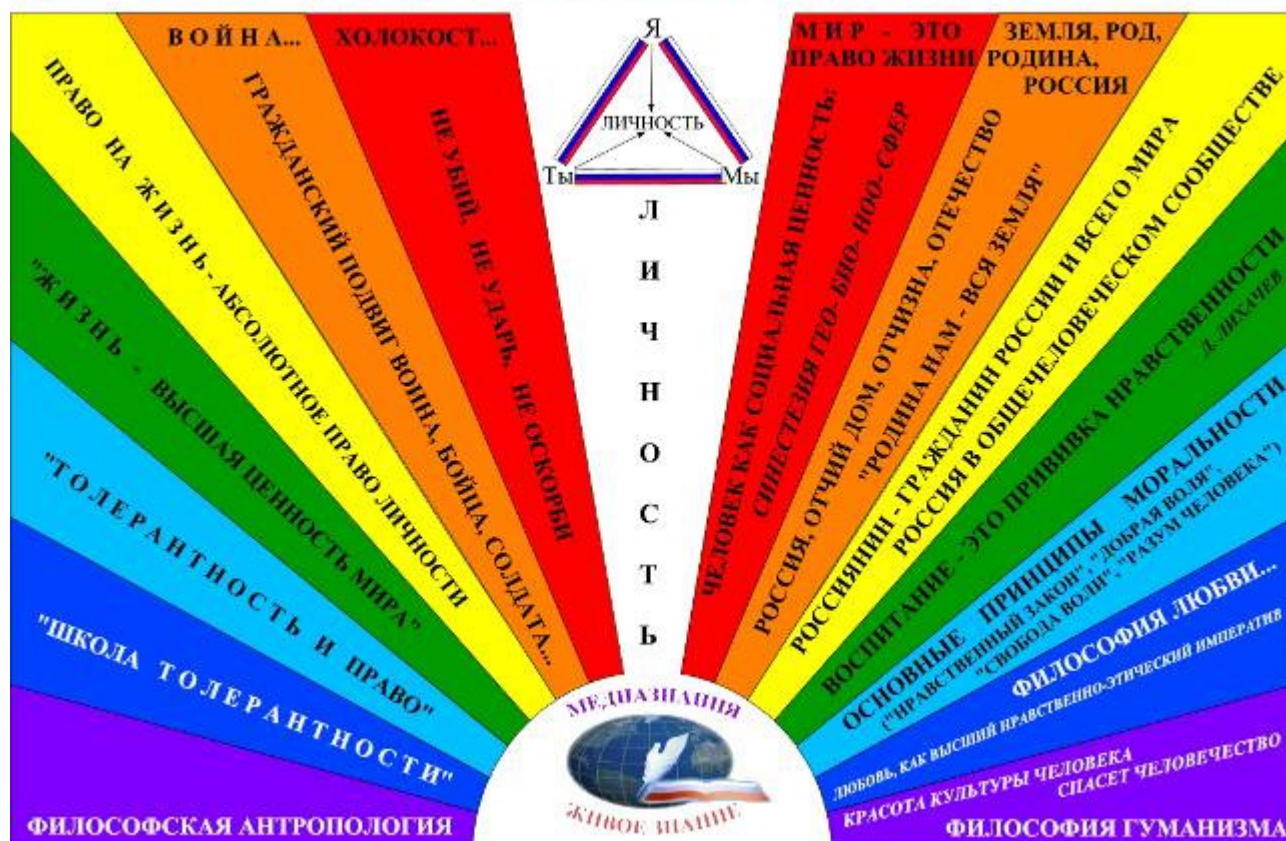 ВОЙНА...
ГРАЖДАНСКИЙ ПОДВИГ ВОИНА, БОЙЦА, СОЛДАТА...
ХОЛОКОСТ...
НЕ УБИЙ, НЕ УДАРЬ, НЕ ОСКОРБИ
ПРАВО НА ЖИЗНЬ - АБСОЛЮТНОЕ ПРАВО ЛИЧНОСТИ
"ЖИЗНЬ - ВЫСШАЯ ЦЕННОСТЬ МИРА"
"ТОЛЕРАНТНОСТЬ И ПРАВО"
"ШКОЛА ТОЛЕРАНТНОСТИ"
ФИЛОСОФСКАЯ АНТРОПОЛОГИЯ
Я
ЛИЧНОСТЬ
Ты
Мы
ЛИЧНОСТЬ
МЕДИАЗНАНИЯ
ЖИВОЕ ЗНАНИЕ
МИР - ЭТО
ПРАВО ЖИЗНИ
ЧЕЛОВЕК КАК СОЦИАЛЬНАЯ ЦЕННОСТЬ:
СИНЕСТЕЗИЯ ГЕО- БИО- НОО- СФЕР
ЗЕМЛЯ, РОД,
РОДИНА,
РОССИЯ
РОССИЯ, ОТЧИЙ ДОМ, ОТЧИЗНА, ОТЕЧЕСТВО
"РОДИНА НАМ - ВСЯ ЗЕМЛЯ"
РОССИЯНИН - ГРАЖДАНИН РОССИИ И ВСЕГО МИРА
РОССИЯ В ОБЩЕЧЕЛОВЕЧЕСКОМ СООБЩЕСТВЕ
ВОСПИТАНИЕ - ЭТО ПРИВИВКА НРАВСТВЕННОСТИ
Д. ЛИХАЧЕВ
ОСНОВНЫЕ ПРИНЦИПЫ МОРАЛЬНОСТИ
("НРАВСТВЕННЫЙ ЗАКОН", "ДОБРАЯ ВОЛЯ",
"СВОБОДА ВОЛИ", "РАЗУМ ЧЕЛОВЕКА")
ФИЛОСОФИЯ ЛЮБВИ...
ЛЮБОВЬ, КАК ВЫСШИЙ НРАВСТВЕННО-ЭТИЧЕСКИЙ ИМПЕРАТИВ
КРАСОТА КУЛЬТУРЫ ЧЕЛОВЕКА
СПАСЕТ ЧЕЛОВЕЧЕСТВО
ФИЛОСОФИЯ ГУМАНИЗМА